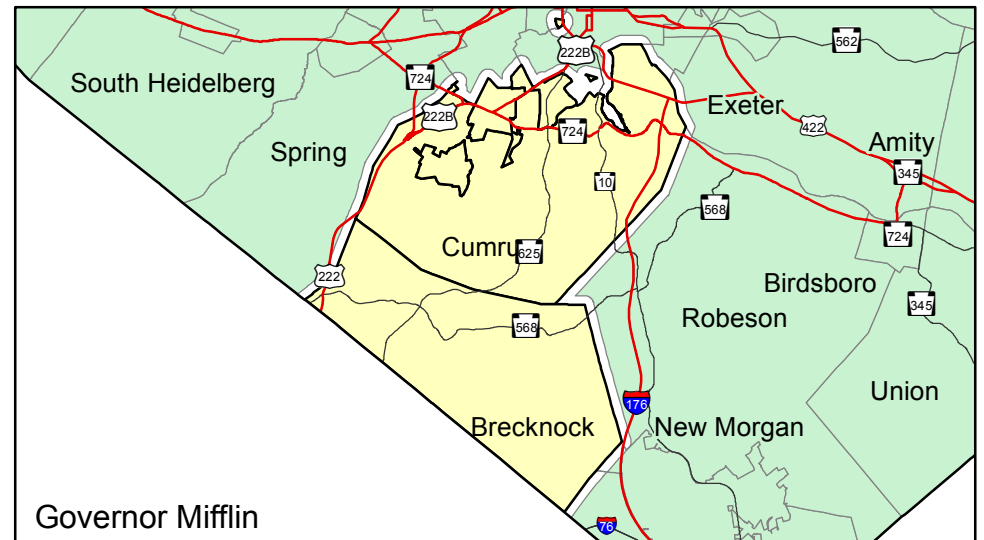 222B
562
724
South Heidelberg
Exeter
222B
422
724
Amity
Spring
345
10
568
724
Cumru
625
222
Birdsboro
345
Robeson
568
Union
176
Brecknock
New Morgan
Governor Mifflin
76